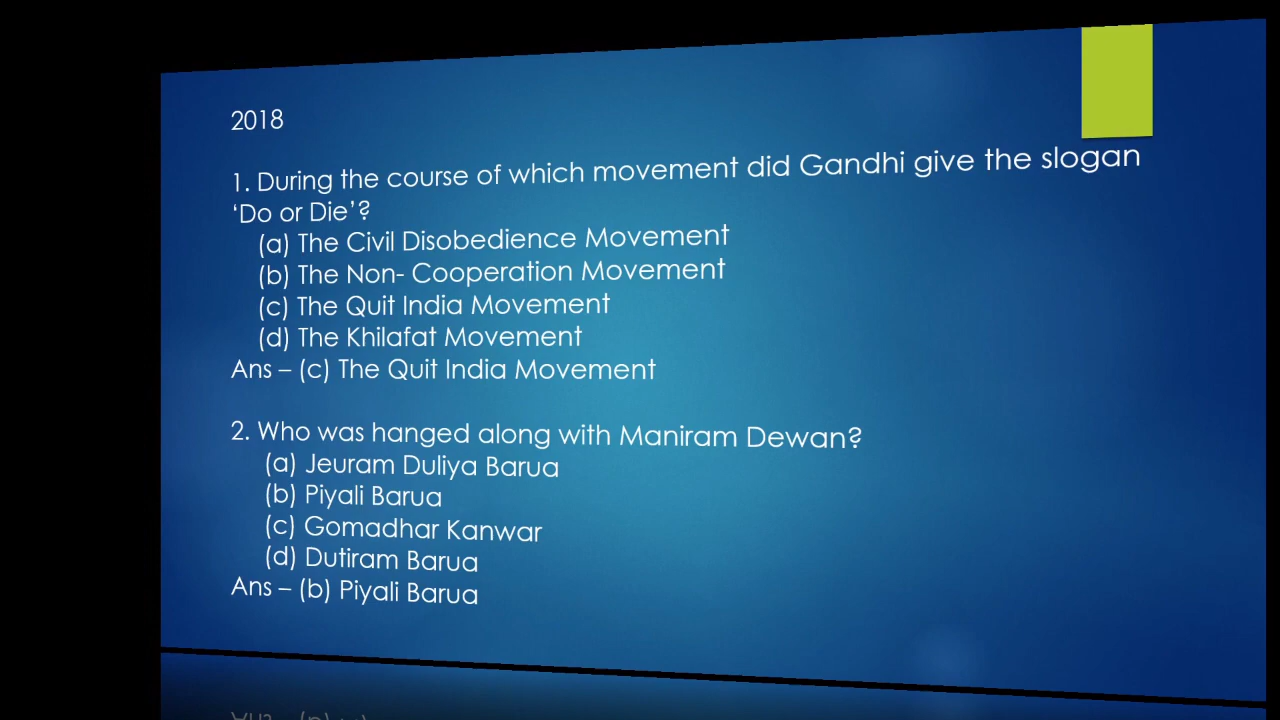 2018
1. During the course of which movement did Gandhi give the slogan
‘Do or Die’?
(a) The Civil Disobedience Movement
(b) The Non- Cooperation Movement
(c) The Quit India Movement
(d) The Khilafat Movement
Ans – (c) The Quit India Movement
2. Who was hanged along with Maniram Dewan?
(a) Jeuram Duliya Barua
(b) Piyali Barua
(c) Gomadhar Kanwar
(d) Dutiram Barua
Ans – (b) Piyali Barua